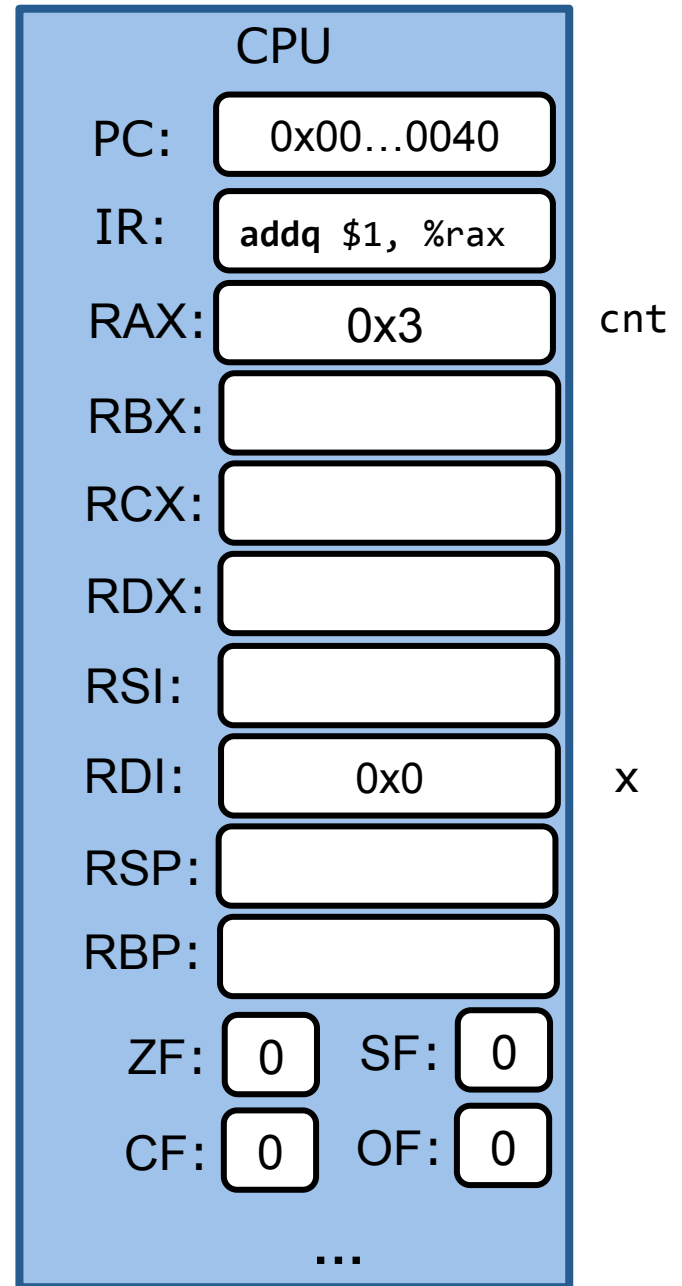 CPU
PC: 0x00…0040
IR: addq $1, %rax
RAX: 0x3 cnt
RBX:
RCX:
RDX:
RSI:
RDI: 0x0 x
RSP:
RBP:
ZF: 0 SF: 0
CF: 0 OF: 0
…